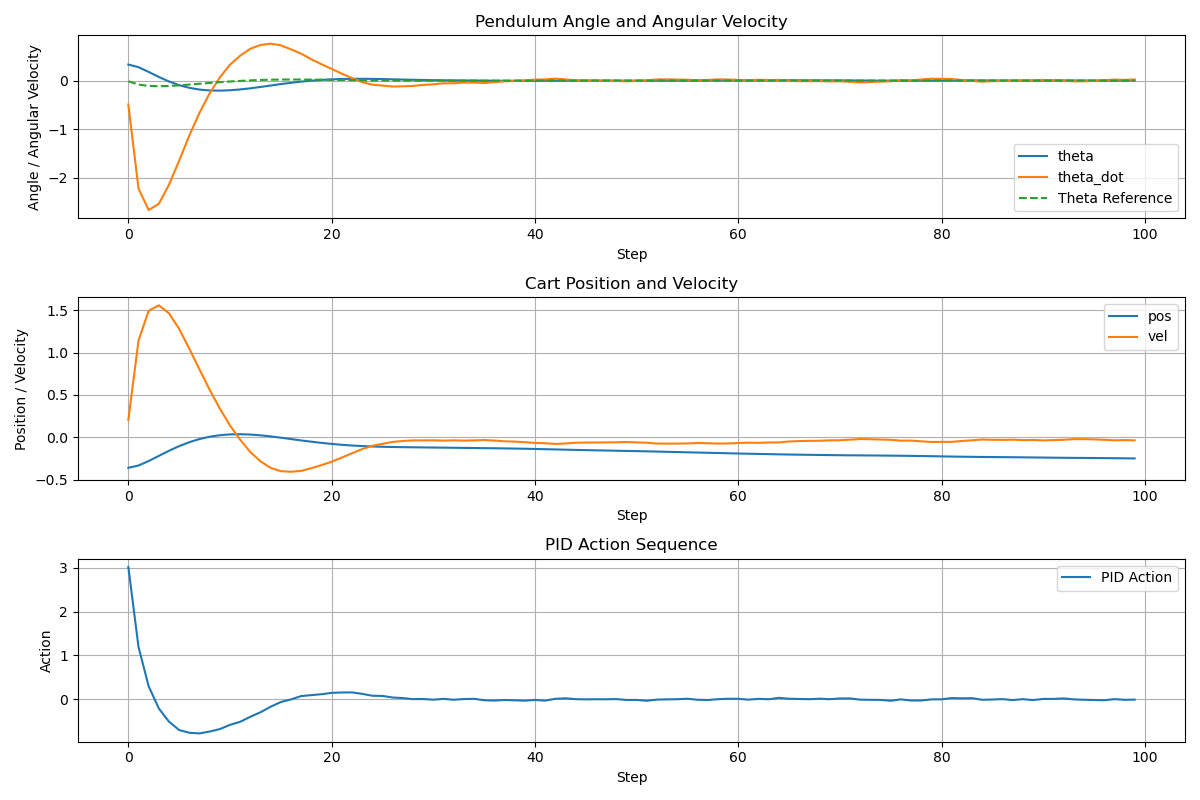 Pendulum Angle and Angular Velocity
Angle / Angular Velocity
0
−1
−2
theta
theta_dot
Theta Reference
0 20 40 60 80 100
Step
Cart Position and Velocity
Position / Velocity
1.5
1.0
0.5
0.0
−0.5
pos
vel
0 20 40 60 80 100
Step
PID Action Sequence
Action
3
2
1
0
PID Action
0 20 40 60 80 100
Step